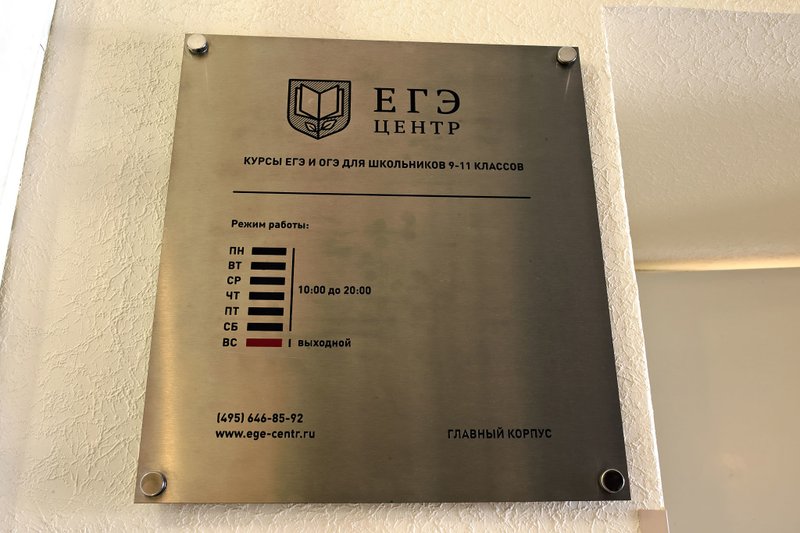 ЕГЭ
ЦЕНТР
КУРСЫ ЕГЭ И ОГЭ ДЛЯ ШКОЛЬНИКОВ 9-11 КЛАССОВ
Режим работы:
ПН
ВТ
СР
ЧТ
ПТ
СБ
10:00 до 20:00
ВС выходной
(495) 646-85-92
www.ege-centr.ru
ГЛАВНЫЙ КОРПУС